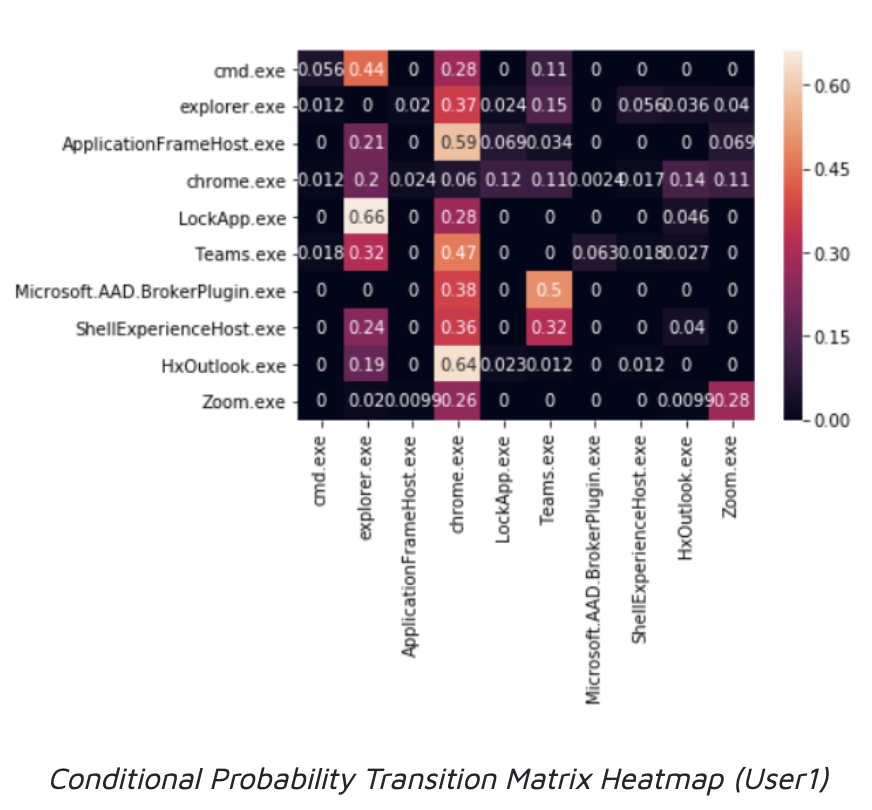 cmd.exe 0.056 0.44 0 0.28 0 0.11 0 0 0 0
explorer.exe 0.012 0 0.02 0.37 0.024 0.15 0 0.056 0.036 0.04
ApplicationFrameHost.exe 0 0.21 0 0.59 0.069 0.034 0 0 0 0.069
chrome.exe 0.012 0.2 0.024 0.06 0.12 0.11 0.0024 0.017 0.14 0.11
LockApp.exe 0 0.66 0 0.28 0 0 0 0 0.046 0
Teams.exe 0.018 0.32 0 0.47 0 0 0.063 0.018 0.027 0
Microsoft.AAD.BrokerPlugin.exe 0 0 0 0.38 0 0.5 0 0 0 0
ShellExperienceHost.exe 0 0.24 0 0.36 0 0.32 0 0 0.04 0
HxOutlook.exe 0 0.19 0 0.64 0.023 0.012 0 0.012 0 0
Zoom.exe 0 0.02 0.0099 0.26 0 0 0 0 0.0099 0.28
0.60
0.45
0.30
0.15
0.00
cmd.exe
explorer.exe
ApplicationFrameHost.exe
chrome.exe
LockApp.exe
Teams.exe
Microsoft.AAD.BrokerPlugin.exe
ShellExperienceHost.exe
HxOutlook.exe
Zoom.exe
Conditional Probability Transition Matrix Heatmap (User1)